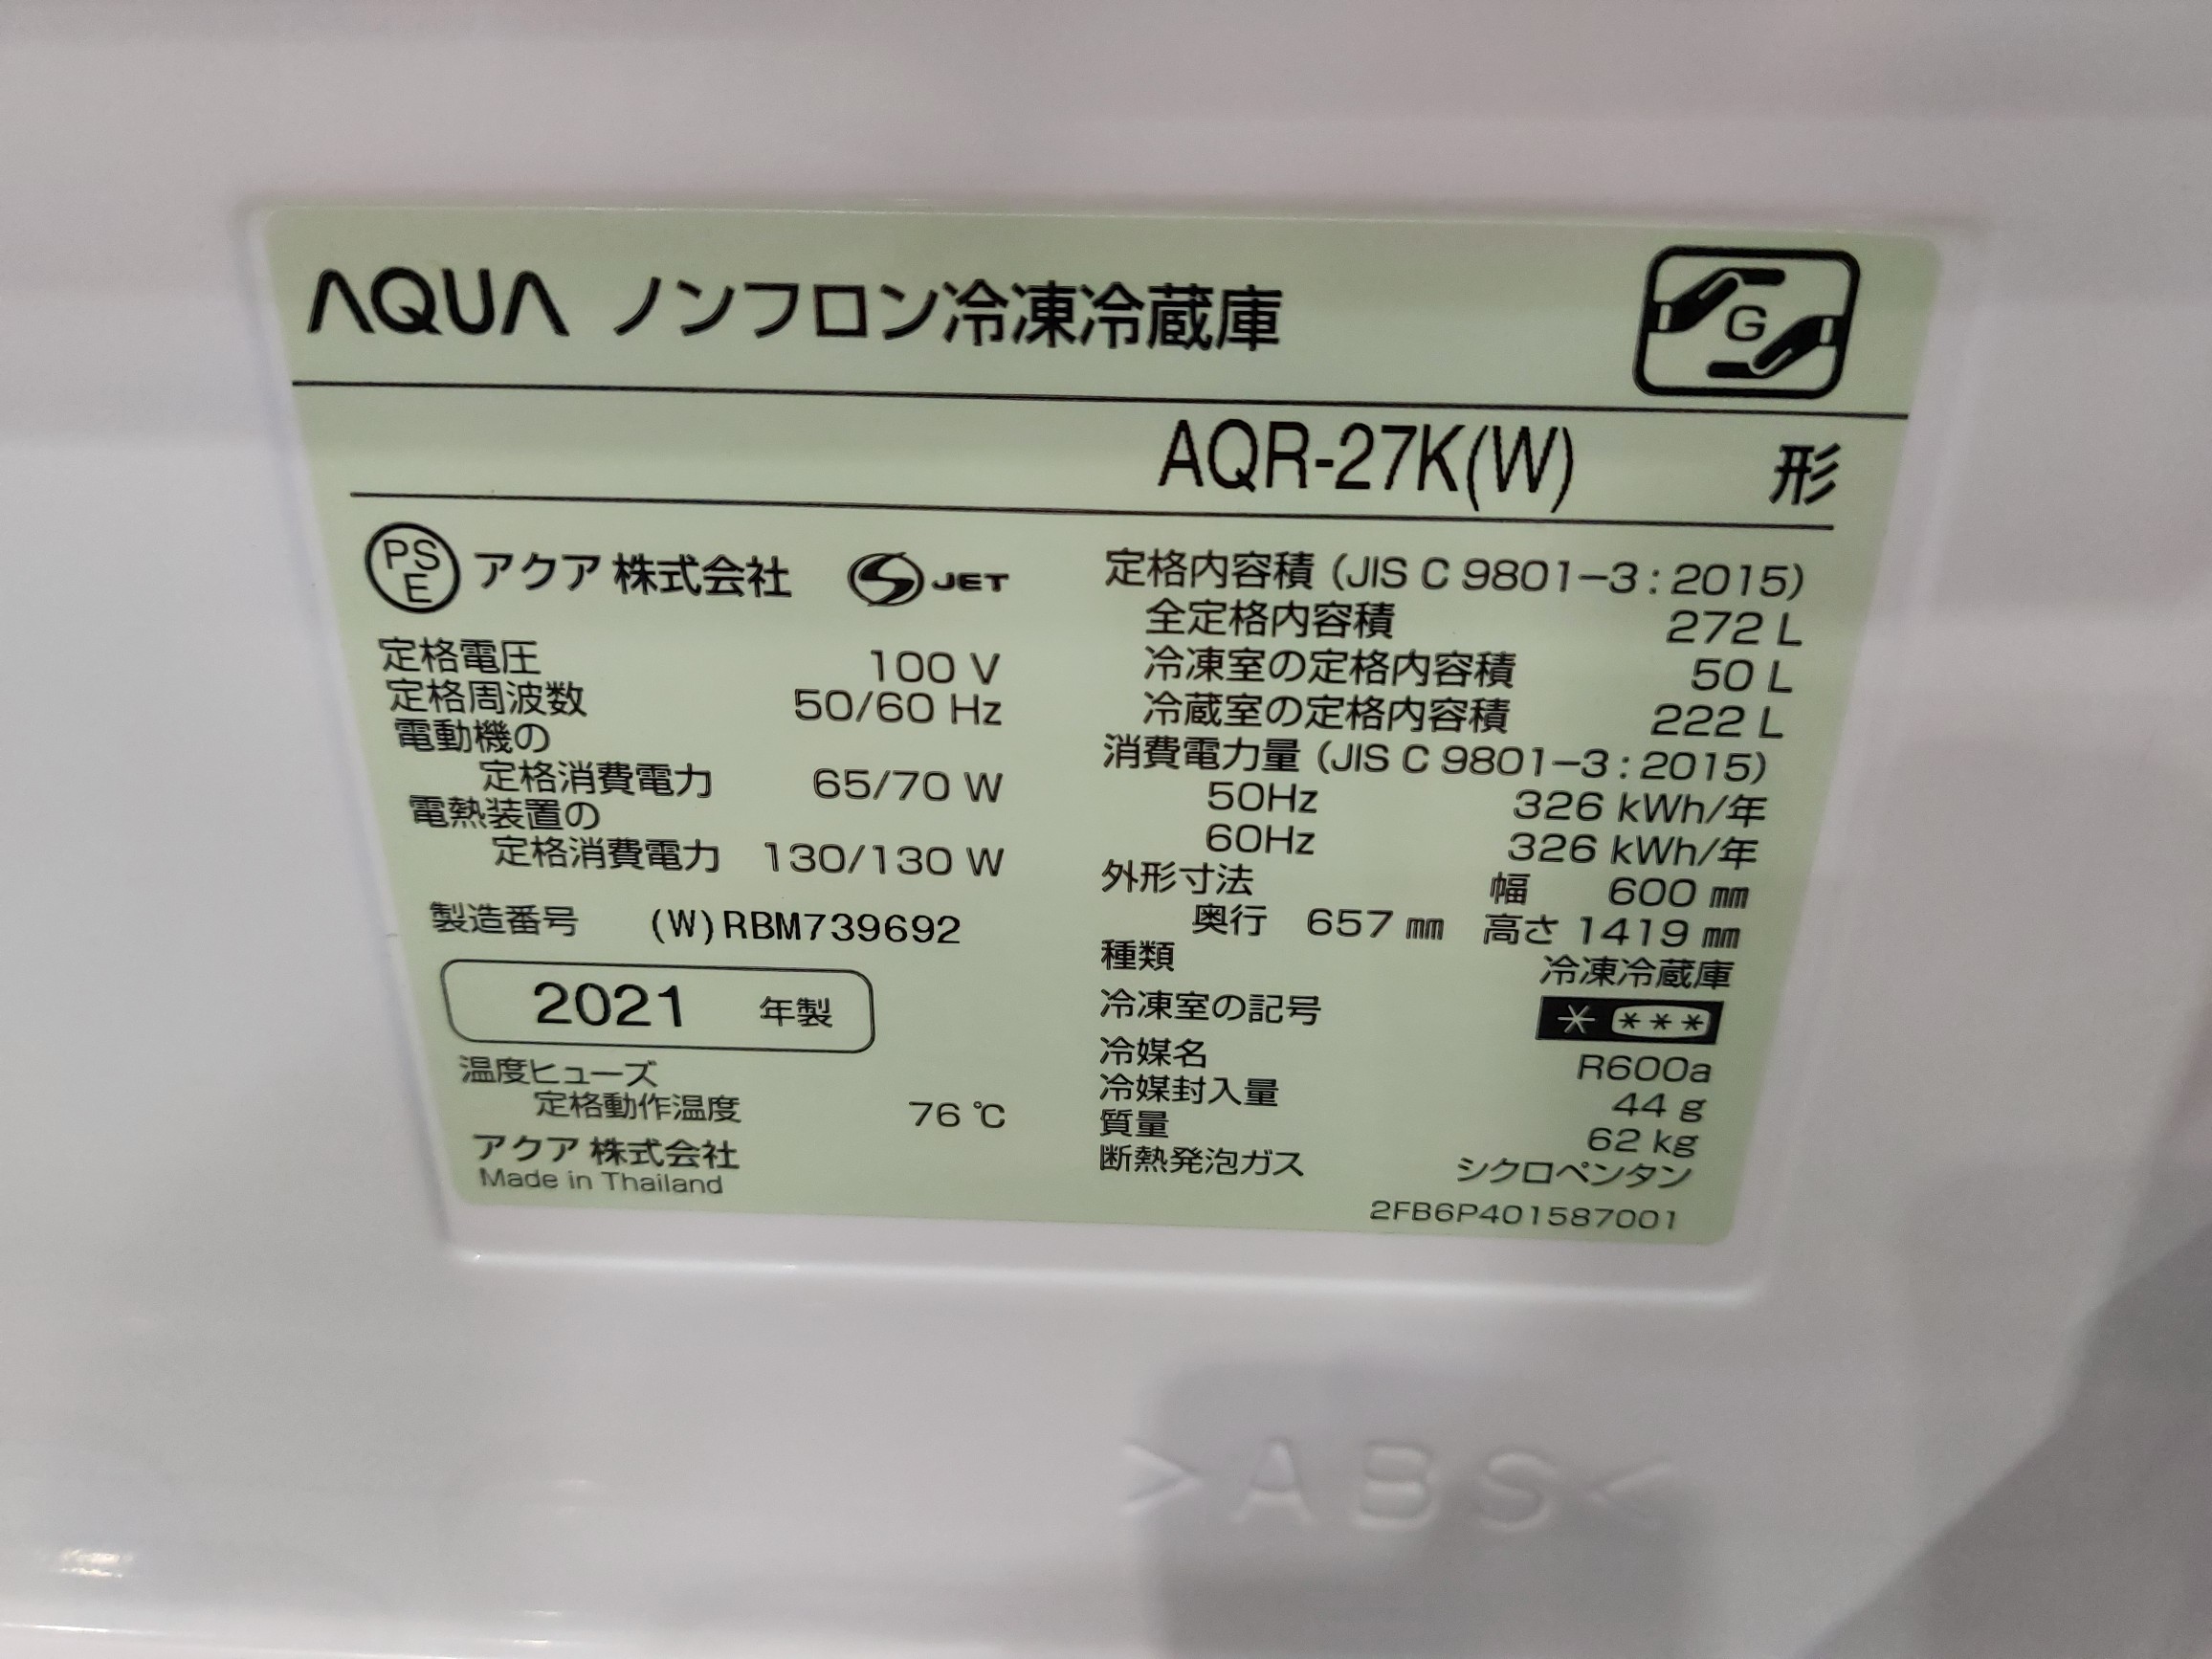 AQUA ノンフロン冷凍冷蔵庫
G
AQR-27K(W) 形
PSE アクア 株式会社 S JET
定格電圧 100 V
定格周波数 50/60 Hz
電動機の
定格消費電力 65/70 W
電熱装置の
定格消費電力 130/130 W
製造番号 (W)RBM739692
2021 年製
温度ヒューズ
定格動作温度 76 ℃
アクア 株式会社
Made in Thailand
定格内容積 (JIS C 9801-3:2015)
全定格内容積 272 L
冷凍室の定格内容積 50 L
冷蔵室の定格内容積 222 L
消費電力量 (JIS C 9801-3:2015)
50Hz 326 kWh/年
60Hz 326 kWh/年
外形寸法 幅 600 ㎜
奥行 657 ㎜ 高さ 1419 ㎜
種類 冷凍冷蔵庫
冷凍室の記号 * ***
冷媒名 R600a
冷媒封入量 44 g
質量 62 kg
断熱発泡ガス シクロペンタン
2FB6P401587001
>ABS<